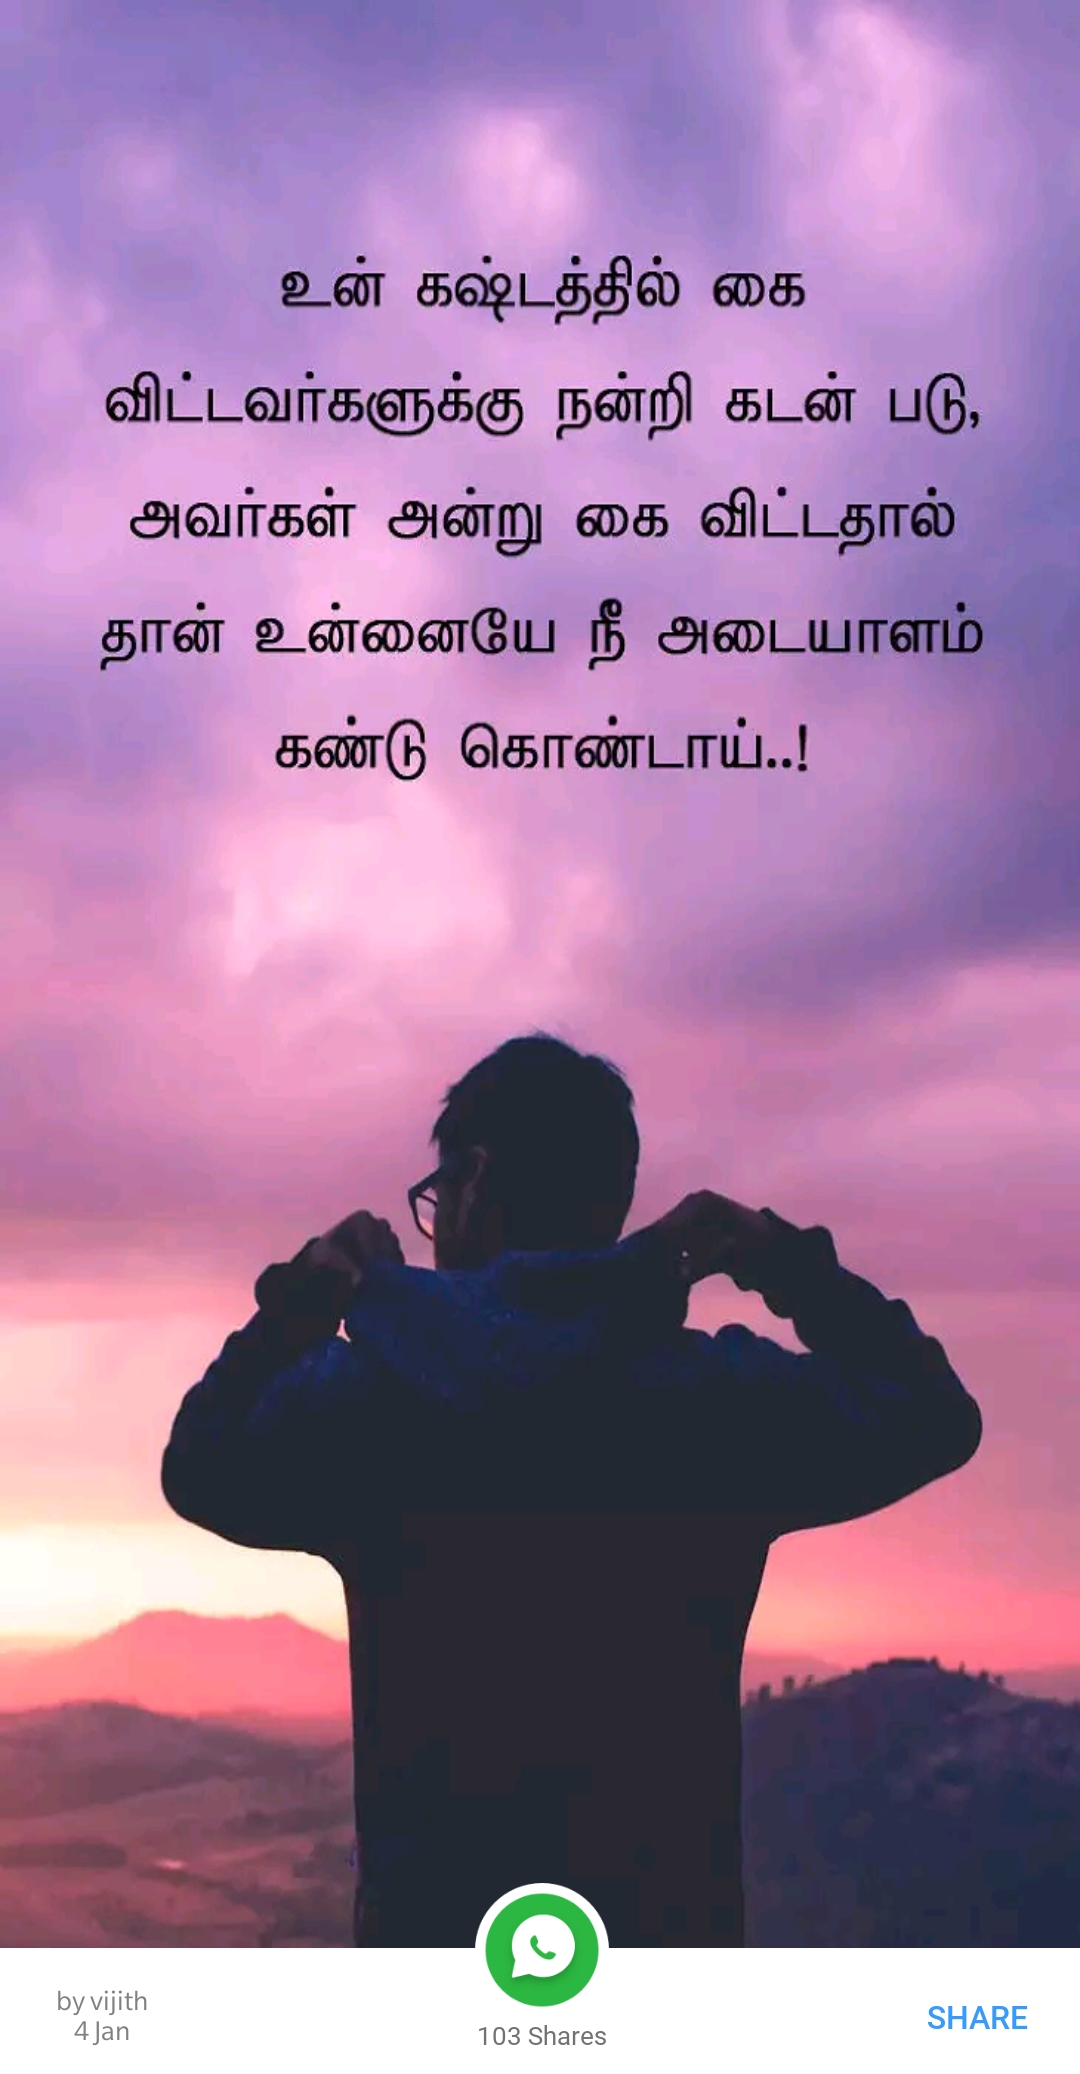 உன் கஷ்டத்தில் கை
விட்டவர்களுக்கு நன்றி கடன் படு,
அவர்கள் அன்று கை விட்டதால்
தான் உன்னையே நீ அடையாளம்
கண்டு கொண்டாய்..!
by vijith
4 Jan
103 Shares
SHARE